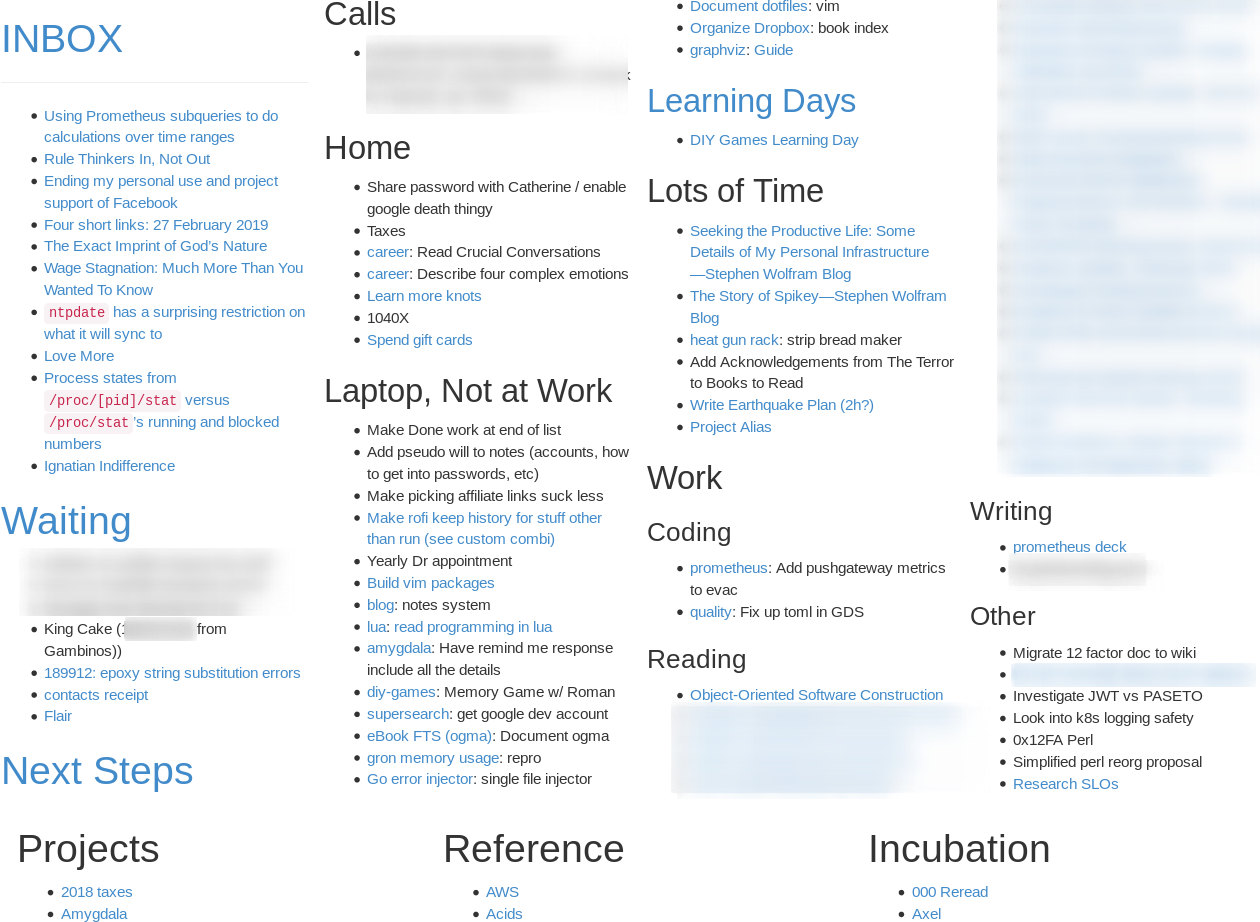 INBOX
Using Prometheus subqueries to do
calculations over time ranges
Rule Thinkers In, Not Out
Ending my personal use and project
support of Facebook
Four short links: 27 February 2019
The Exact Imprint of God's Nature
Wage Stagnation: Much More Than You
Wanted To Know
ntpdate has a surprising restriction on
what it will sync to
Love More
Process states from
/proc/[pid]/stat versus
/proc/stat's running and blocked
numbers
Ignatian Indifference
Waiting
King Cake (1 from
Gambinos))
189912: epoxy string substitution errors
contacts receipt
Flair
Next Steps
Calls
Home
Share password with Catherine / enable
google death thingy
Taxes
career: Read Crucial Conversations
career: Describe four complex emotions
Learn more knots
1040X
Spend gift cards
Laptop, Not at Work
Make Done work at end of list
Add pseudo will to notes (accounts, how
to get into passwords, etc)
Make picking affiliate links suck less
Make rofi keep history for stuff other
than run (see custom combi)
Yearly Dr appointment
Build vim packages
blog: notes system
lua: read programming in lua
amygdala: Have remind me response
include all the details
diy-games: Memory Game w/ Roman
supersearch: get google dev account
eBook FTS (ogma): Document ogma
gron memory usage: repro
Go error injector: single file injector
Document dotfiles: vim
Organize Dropbox: book index
graphviz: Guide
Learning Days
DIY Games Learning Day
Lots of Time
Seeking the Productive Life: Some
Details of My Personal Infrastructure
—Stephen Wolfram Blog
The Story of Spikey—Stephen Wolfram
Blog
heat gun rack: strip bread maker
Add Acknowledgements from The Terror
to Books to Read
Write Earthquake Plan (2h?)
Project Alias
Work
Coding
prometheus: Add pushgateway metrics
to evac
quality: Fix up toml in GDS
Reading
Object-Oriented Software Construction
Writing
prometheus deck
Other
Migrate 12 factor doc to wiki
Investigate JWT vs PASETO
Look into k8s logging safety
0x12FA Perl
Simplified perl reorg proposal
Research SLOs
Projects
2018 taxes
Amygdala
Reference
AWS
Acids
Incubation
000 Reread
Axel